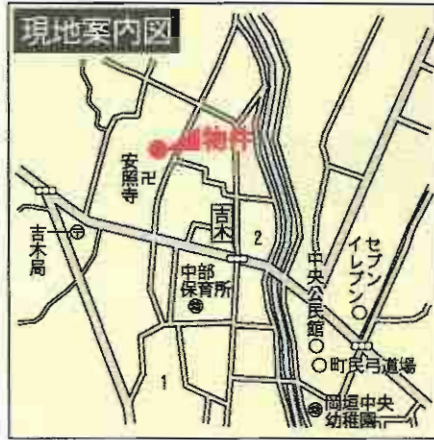 現地案内図
物件
安照寺
卍
吉木
2
吉木局
〒
中部
保育所
中央公民館
セブン
イレブン
町民弓道場
1
岡垣中央
幼稚園